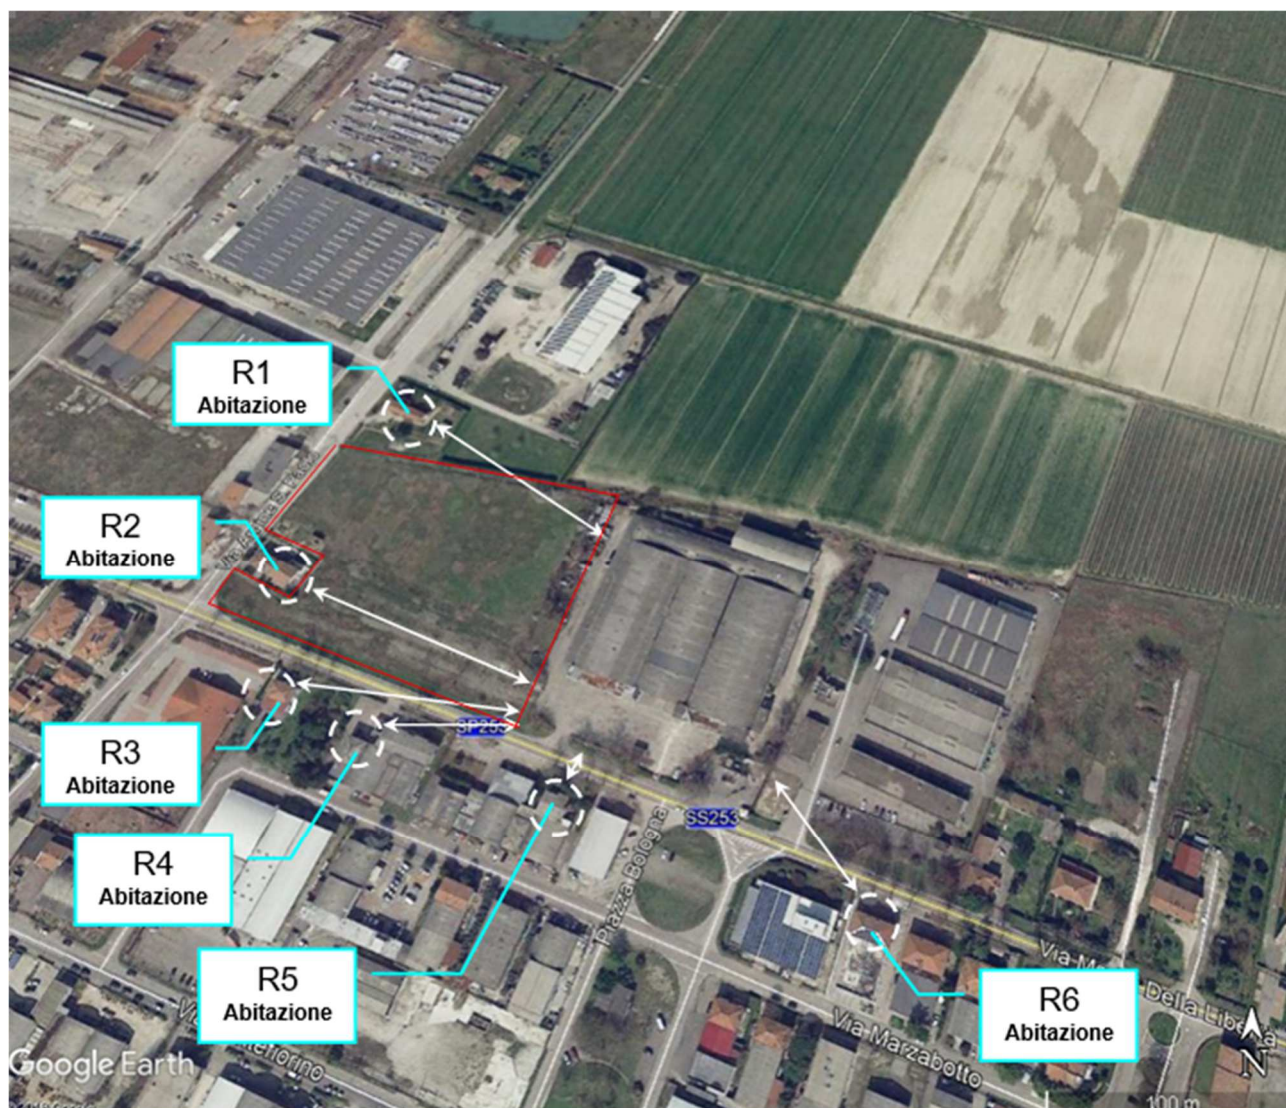 R1
Abitazione
R2
Abitazione
R3
Abitazione
SP253
R4
Abitazione
SS253
Piazza Bologna
R5
Abitazione
R6
Abitazione
Della
Via Marzabotto
Google Earth
N
100 m